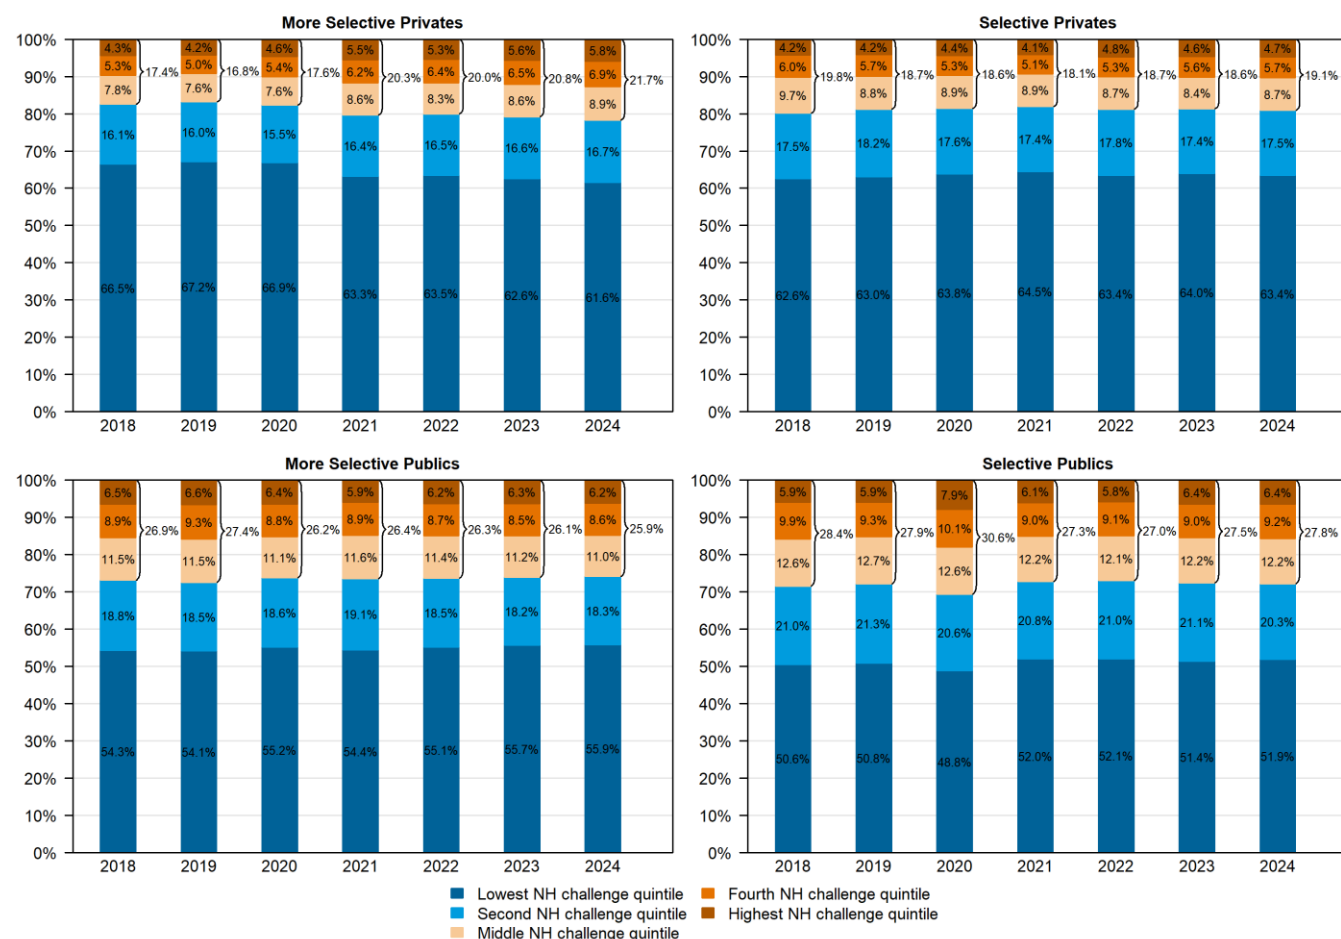 More Selective Privates
100%
90%
80%
70%
60%
50%
40%
30%
20%
10%
0%
4.3% 4.2% 4.6% 5.5% 5.3% 5.6% 5.8%
5.3% 5.0% 5.4% 6.2% 6.4% 6.5% 6.9%
17.4% 16.8% 17.6% 20.3% 20.0% 20.8% 21.7%
7.8% 7.6% 7.6% 8.6% 8.3% 8.6% 8.9%
16.1% 16.0% 15.5% 16.4% 16.5% 16.6% 16.7%
66.5% 67.2% 66.9% 63.3% 63.5% 62.6% 61.6%
2018 2019 2020 2021 2022 2023 2024
Selective Privates
100%
90%
80%
70%
60%
50%
40%
30%
20%
10%
0%
4.2% 4.2% 4.4% 4.1% 4.8% 4.6% 4.7%
6.0% 5.7% 5.3% 5.1% 5.3% 5.6% 5.7%
19.8% 18.7% 18.6% 18.1% 18.7% 18.6% 19.1%
9.7% 8.8% 8.9% 8.9% 8.7% 8.4% 8.7%
17.5% 18.2% 17.6% 17.4% 17.8% 17.4% 17.5%
62.6% 63.0% 63.8% 64.5% 63.4% 64.0% 63.4%
2018 2019 2020 2021 2022 2023 2024
More Selective Publics
100%
90%
80%
70%
60%
50%
40%
30%
20%
10%
0%
6.5% 6.6% 6.4% 5.9% 6.2% 6.3% 6.2%
8.9% 9.3% 8.8% 8.9% 8.7% 8.5% 8.6%
26.9% 27.4% 26.2% 26.4% 26.3% 26.1% 25.9%
11.5% 11.5% 11.1% 11.6% 11.4% 11.2% 11.0%
18.8% 18.5% 18.6% 19.1% 18.5% 18.2% 18.3%
54.3% 54.1% 55.2% 54.4% 55.1% 55.7% 55.9%
2018 2019 2020 2021 2022 2023 2024
Selective Publics
100%
90%
80%
70%
60%
50%
40%
30%
20%
10%
0%
5.9% 5.9% 7.9% 6.1% 5.8% 6.4% 6.4%
9.9% 9.3% 10.1% 9.0% 9.1% 9.0% 9.2%
28.4% 27.9% 30.6% 27.3% 27.0% 27.5% 27.8%
12.6% 12.7% 12.6% 12.2% 12.1% 12.2% 12.2%
21.0% 21.3% 20.6% 20.8% 21.0% 21.1% 20.3%
50.6% 50.8% 48.8% 52.0% 52.1% 51.4% 51.9%
2018 2019 2020 2021 2022 2023 2024
Lowest NH challenge quintile
Second NH challenge quintile
Middle NH challenge quintile
Fourth NH challenge quintile
Highest NH challenge quintile